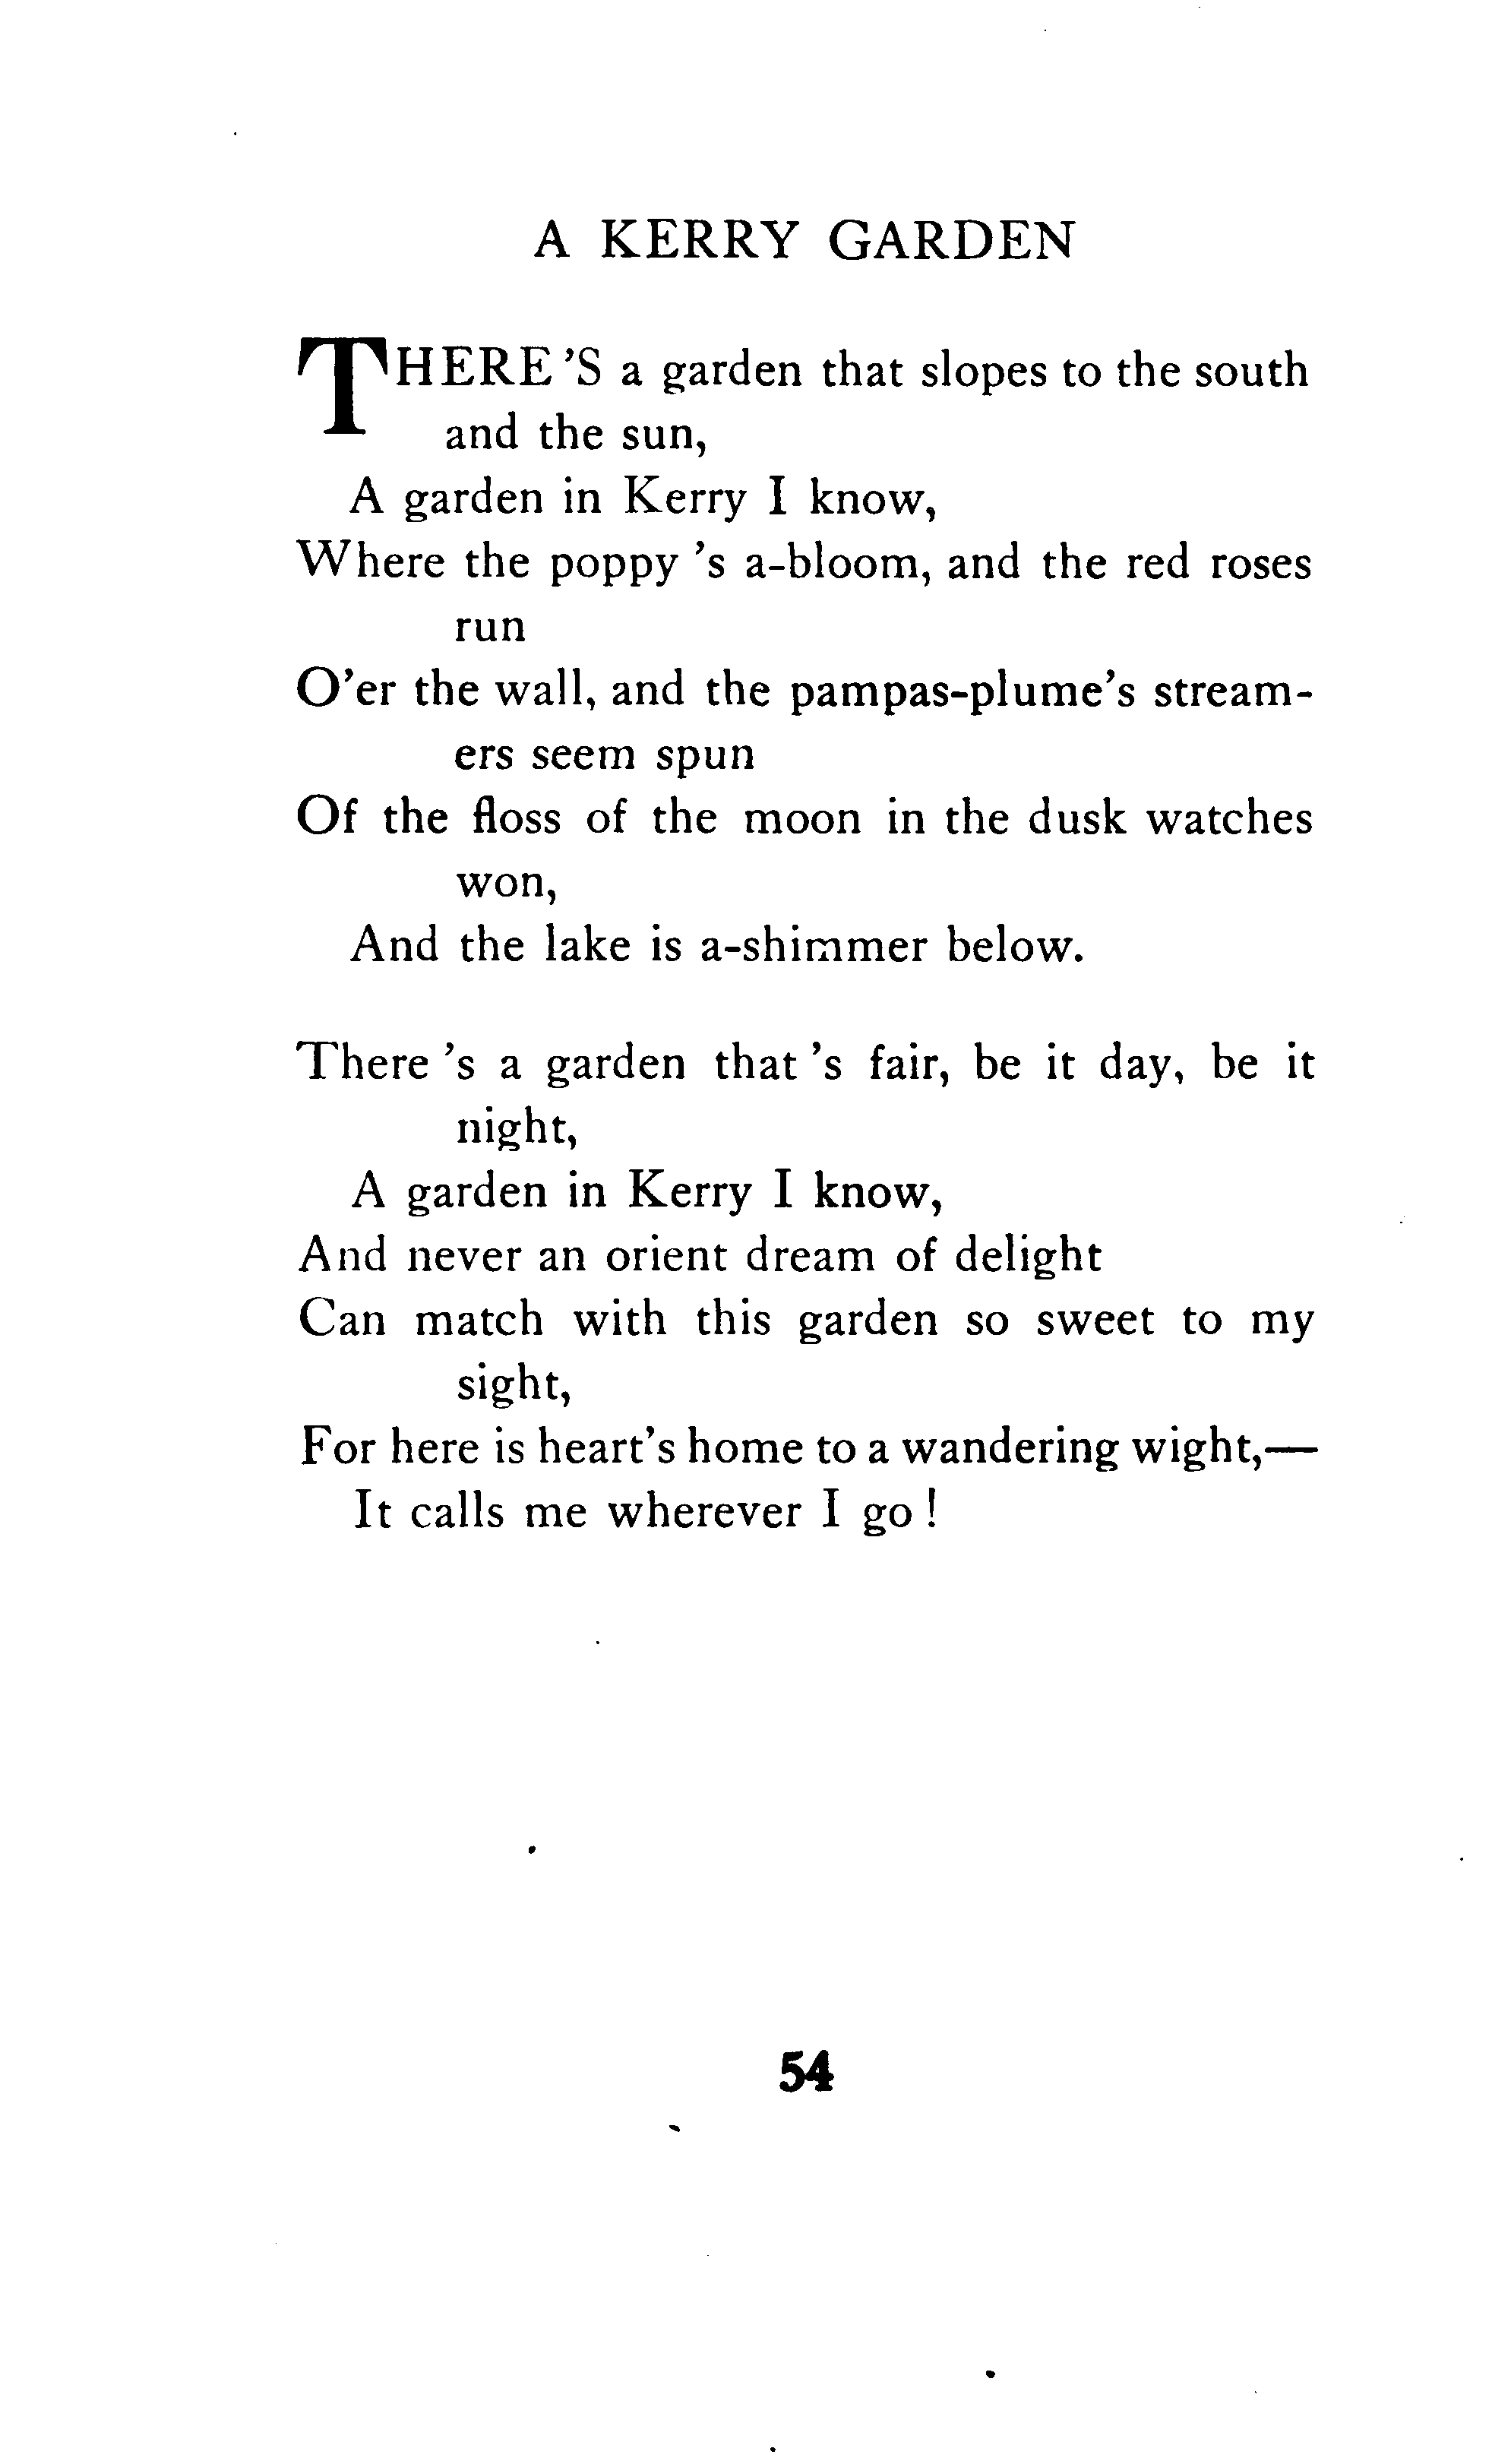 A KERRY GARDEN
THERE 'S a garden that slopes to the south
and the sun,
A garden in Kerry I know,
Where the poppy 's a-bloom, and the red roses
run
O'er the wall, and the pampas-plume's stream-
ers seem spun
Of the floss of the moon in the dusk watches
won,
And the lake is a-shimmer below.
There 's a garden that 's fair, be it day, be it
night,
A garden in Kerry I know,
And never an orient dream of delight
Can match with this garden so sweet to my
sight,
For here is heart's home to a wandering wight,—
It calls me wherever I go!
54